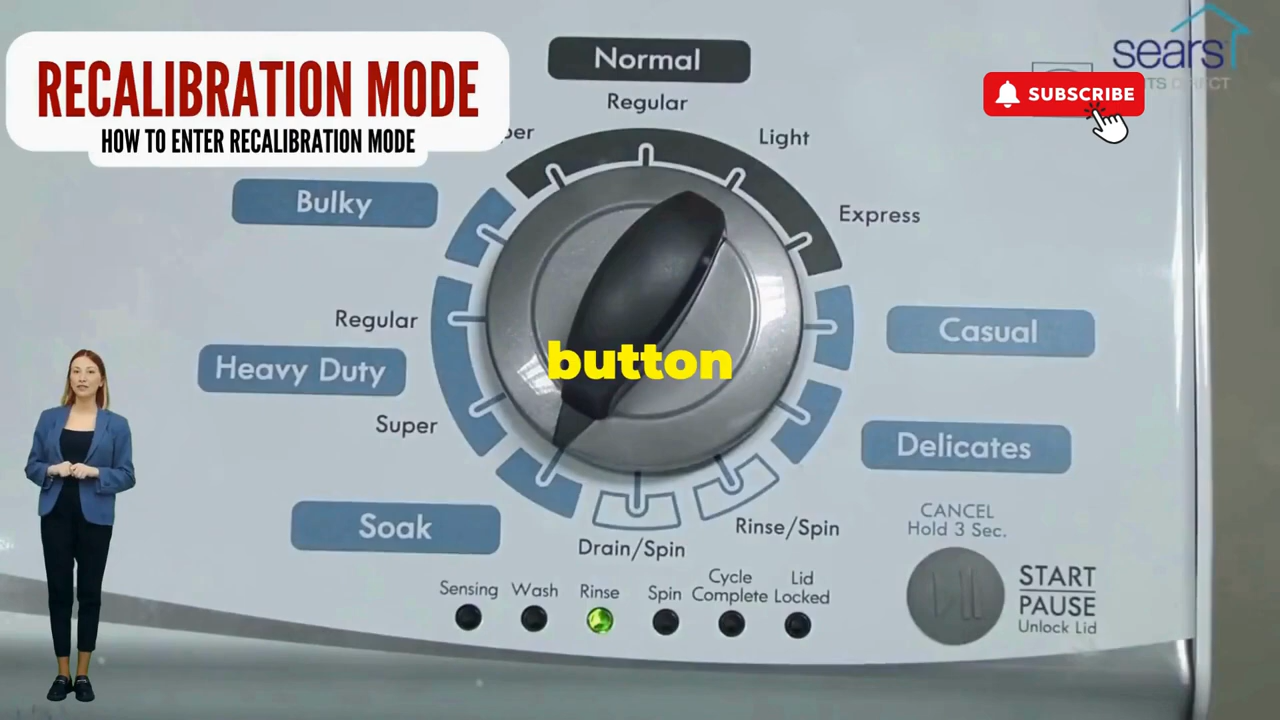 RECALIBRATION MODE
HOW TO ENTER RECALIBRATION MODE
sears
SUBSCRIBE
Normal
Regular
Light
Express
Bulky
Regular
Heavy Duty
Super
Casual
Delicates
button
Soak
Drain/Spin
Rinse/Spin
CANCEL
Hold 3 Sec.
Sensing
Wash
Rinse
Spin
Cycle
Complete
Lid
Locked
START
PAUSE
Unlock Lid